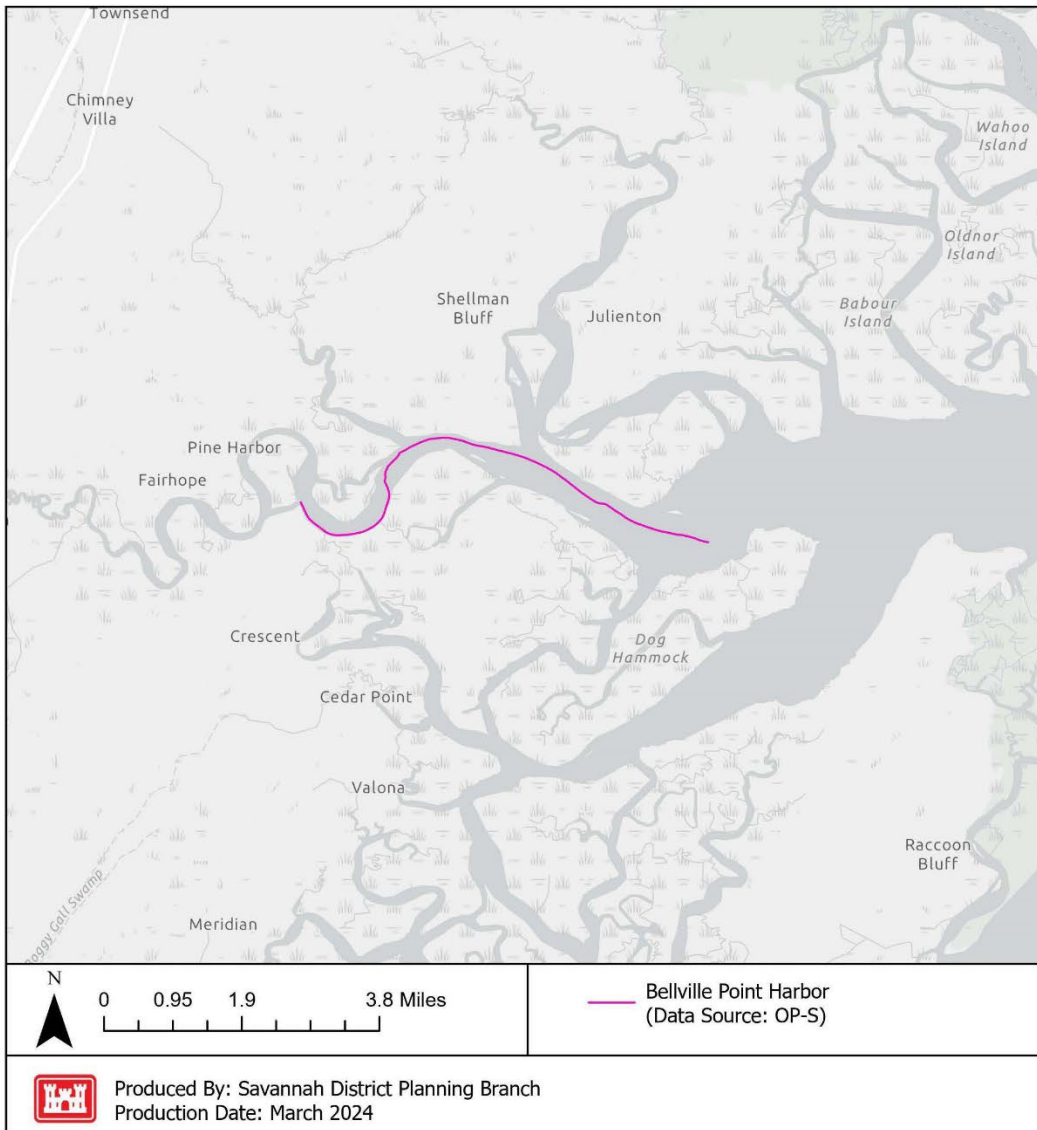 Townsend
Chimney
Villa
Wahoo
Island
Oldnor
Island
Shellman
Bluff
Julienton
Babour
Island
Pine Harbor
Fairhope
Crescent
Dog
Hammock
Cedar Point
Valona
Raccoon
Bluff
Meridian
Boggy Gall Swamp
N
0 0.95 1.9 3.8 Miles
Bellville Point Harbor
(Data Source: OP-S)
Produced By: Savannah District Planning Branch
Production Date: March 2024